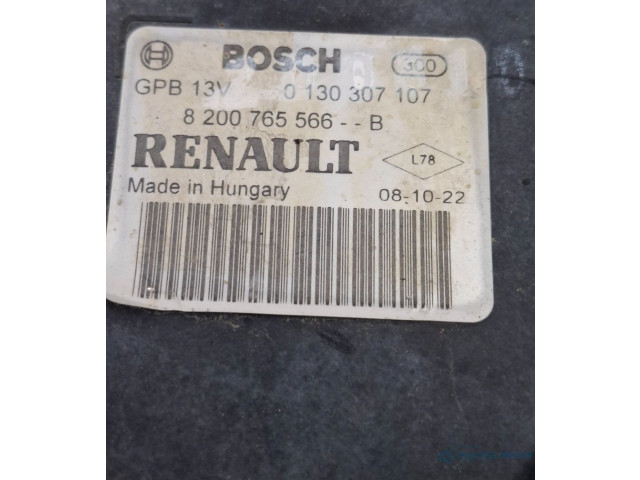 BOSCH 300
GPB 13V 0 130 307 107
8 200 765 566 - - B
RENAULT L78
Made in Hungary 08-10-22